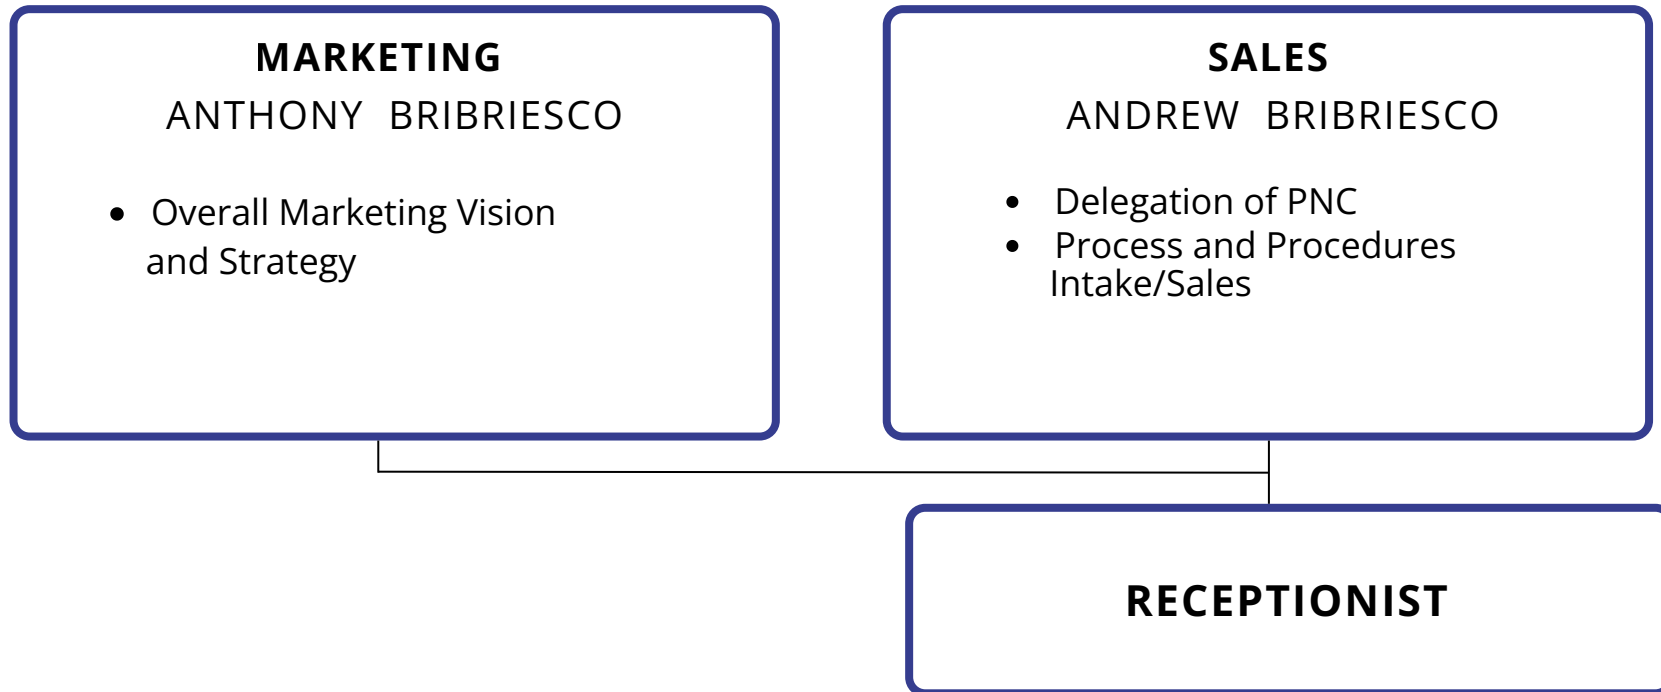 MARKETING
ANTHONY BRIBRIESCO
• Overall Marketing Vision
and Strategy
SALES
ANDREW BRIBRIESCO
• Delegation of PNC
• Process and Procedures
Intake/Sales
RECEPTIONIST